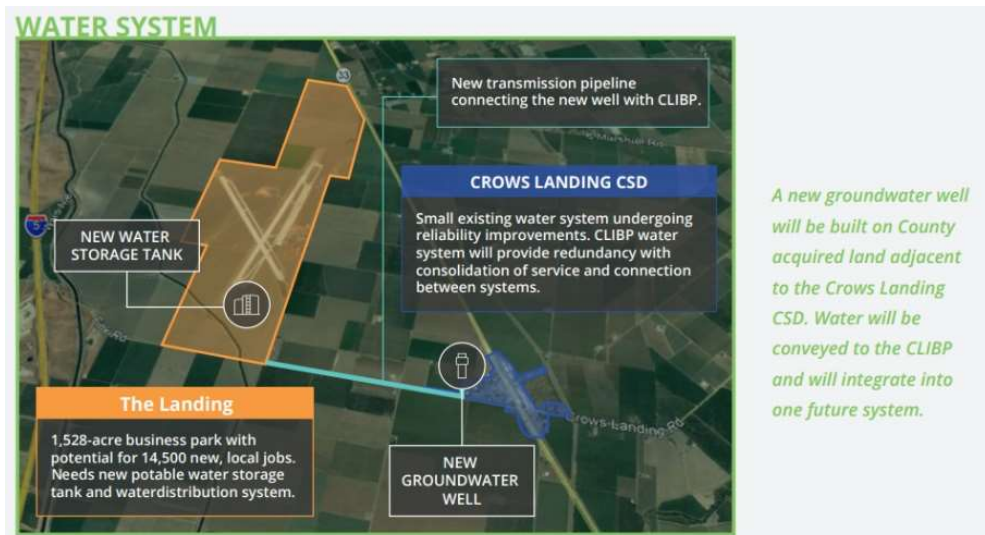 WATER SYSTEM
33
New transmission pipeline
connecting the new well with CLIBP.
Marshall Rd
CROWS LANDING CSD
Small existing water system undergoing
reliability improvements. CLIBP water
system will provide redundancy with
consolidation of service and connection
between systems.
5
NEW WATER
STORAGE TANK
Rd
The Landing
1,528-acre business park with
potential for 14,500 new, local jobs.
Needs new potable water storage
tank and waterdistribution system.
Crows-Landing-Rd
NEW
GROUNDWATER
WELL
A new groundwater well
will be built on County
acquired land adjacent
to the Crows Landing
CSD. Water will be
conveyed to the CLIBP
and will integrate into
one future system.